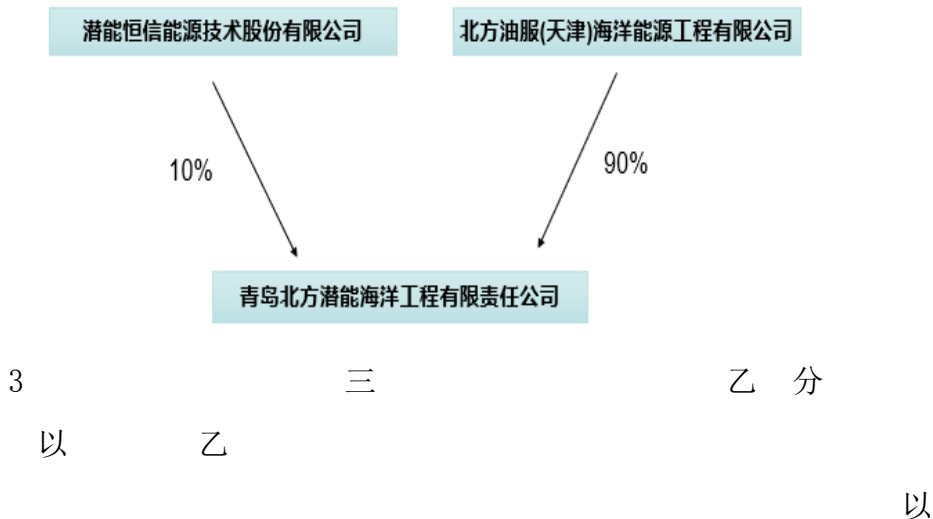 潜能恒信能源技术股份有限公司 北方油服(天津)海洋能源工程有限公司
10% 90%
青岛北方潜能海洋工程有限责任公司
3 三 乙 分
以 乙
以